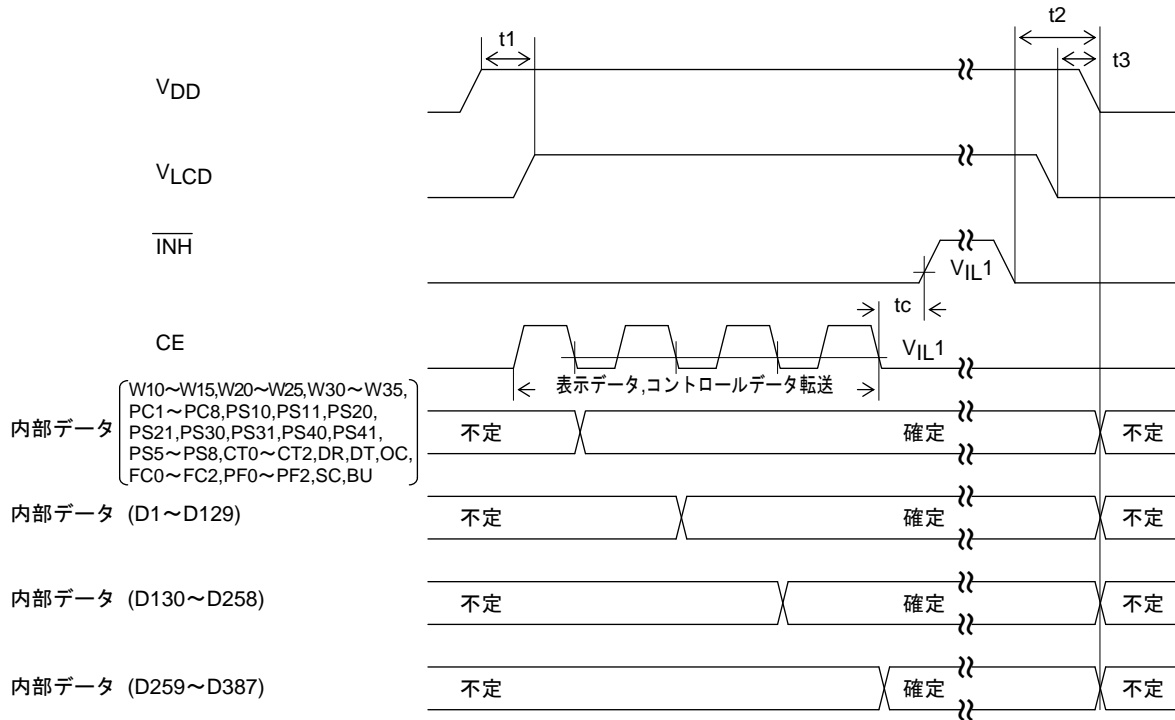 t1
t2
t3
VDD
VLCD
INH
VIL1
tc
CE
VIL1
表示データ,コントロールデータ転送
内部データ
W10～W15,W20～W25,W30～W35,
PC1～PC8,PS10,PS11,PS20,
PS21,PS30,PS31,PS40,PS41,
PS5～PS8,CT0～CT2,DR,DT,OC,
FC0～FC2,PF0～PF2,SC,BU
不定 確定 不定
内部データ (D1～D129) 不定 確定 不定
内部データ (D130～D258) 不定 確定 不定
内部データ (D259～D387) 不定 確定 不定